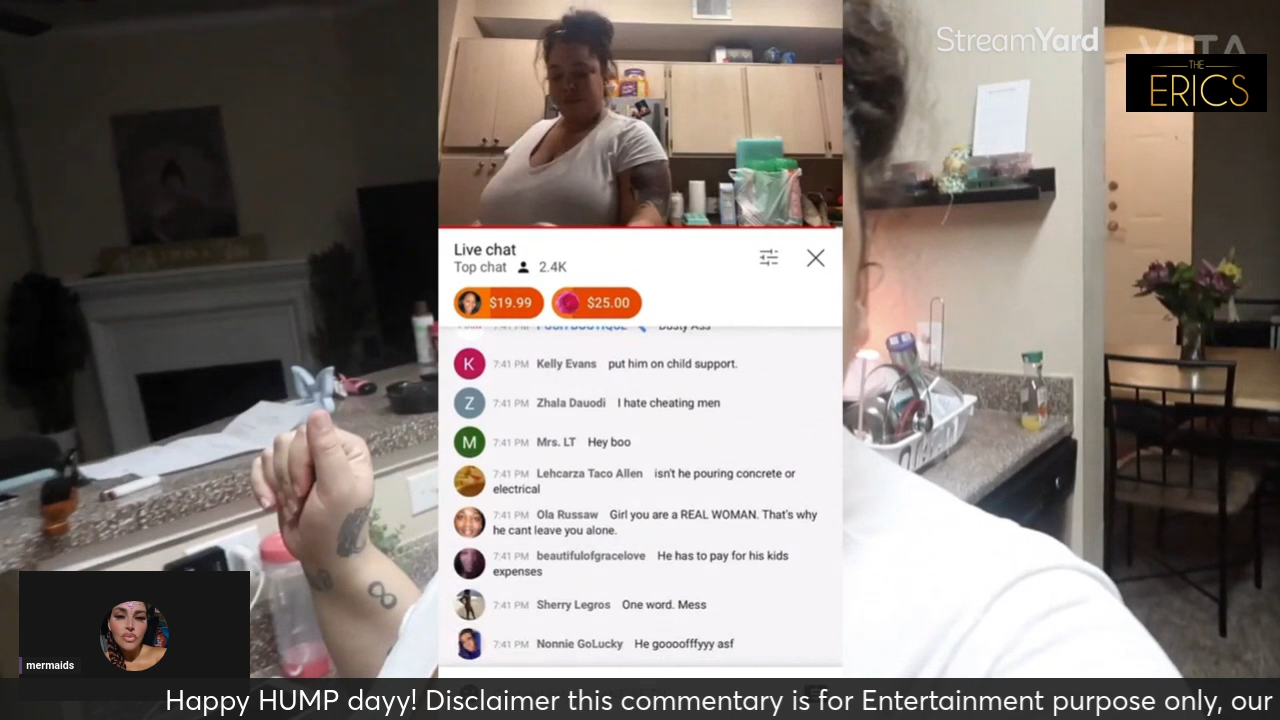 StreamYard
VITA
THE
ERICS
Live chat
Top chat 2.4K
$19.99 $25.00
Dusty Ass
7:41 PM Kelly Evans put him on child support.
7:41 PM Zhala Dauodi I hate cheating men
7:41 PM Mrs. LT Hey boo
7:41 PM Lehcarza Taco Allen isn't he pouring concrete or
electrical
7:41 PM Ola Russaw Girl you are a REAL WOMAN. That's why
he cant leave you alone.
7:41 PM beautifulofgracelove He has to pay for his kids
expenses
7:41 PM Sherry Legros One word. Mess
7:41 PM Nonnie GoLucky He goooofffyyy asf
K
Z
M
mermaids
Happy HUMP dayy! Disclaimer this commentary is for Entertainment purpose only, our